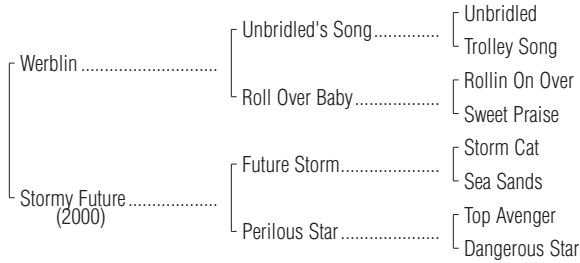 Unbridled
Unbridled's Song..............
Trolley Song
Werblin ............................
Rollin On Over
Roll Over Baby..................
Sweet Praise
Storm Cat
Future Storm.....................
Sea Sands
Stormy Future ..................
(2000)
Top Avenger
Perilous Star .....................
Dangerous Star